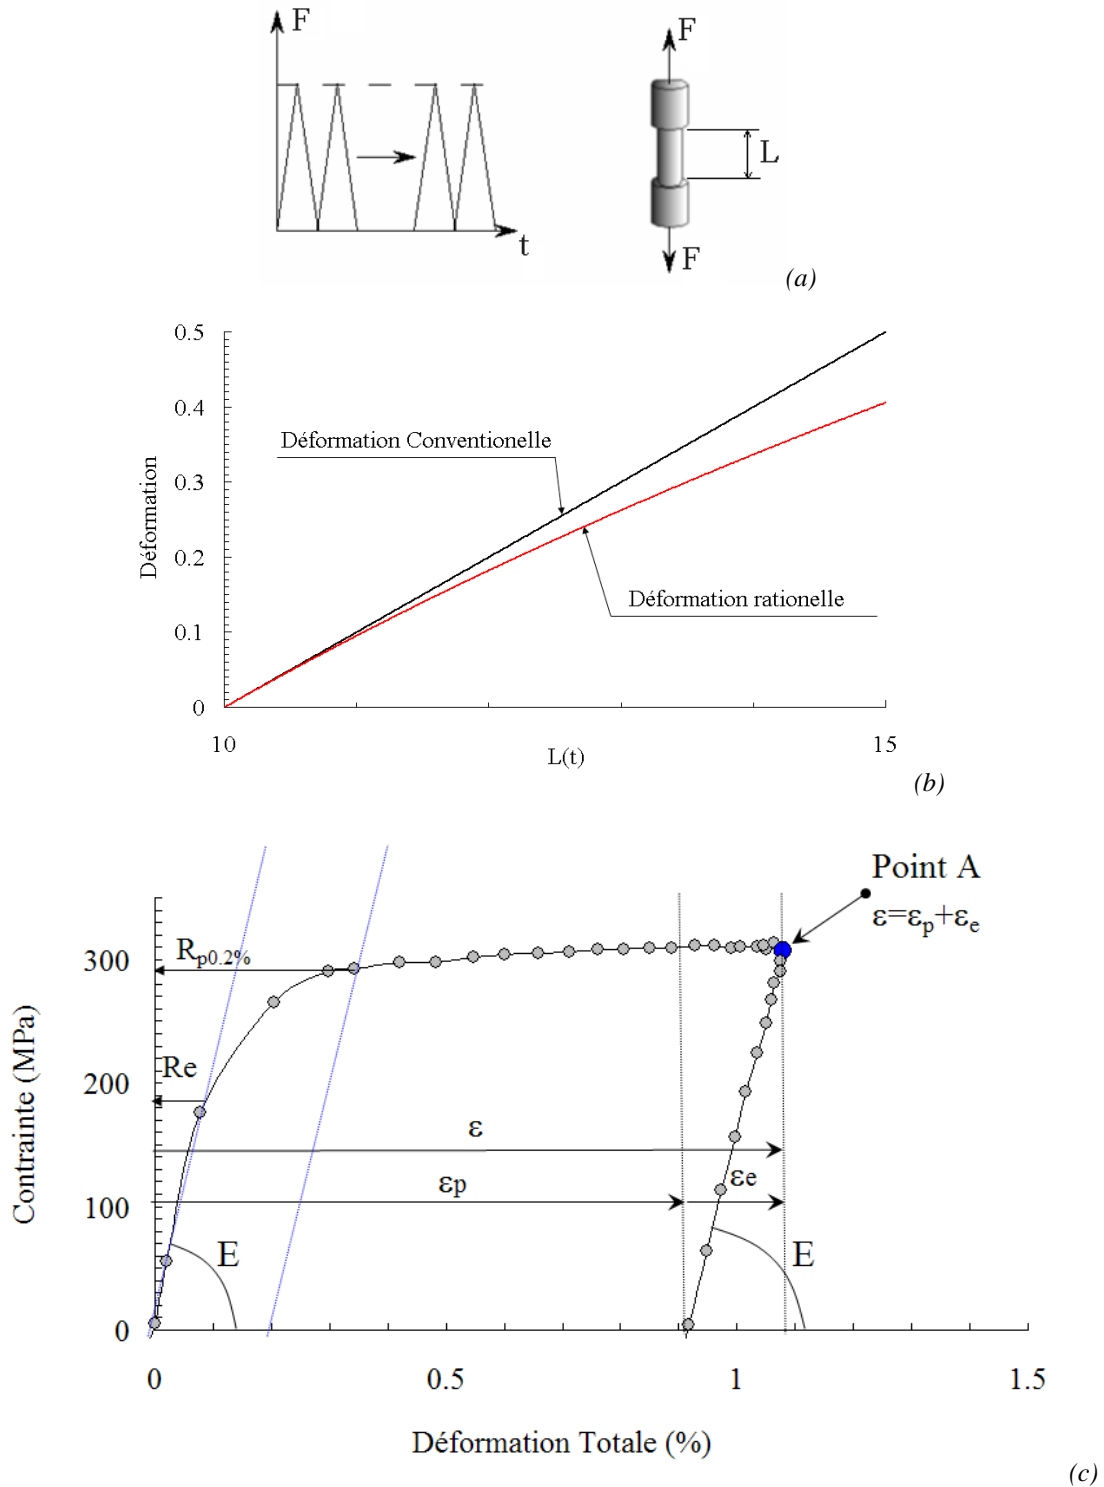 F
t
F
L
F
(a)
0.5
0.4
0.3
0.2
0.1
0
Déformation
Déformation Conventionelle
Déformation rationelle
10
15
L(t)
(b)
Point A
ε=εp+εe
300
200
100
0
Contrainte (MPa)
Rp0.2%
Re
ε
εp
εe
E
E
0
0.5
1
1.5
Déformation Totale (%)
(c)